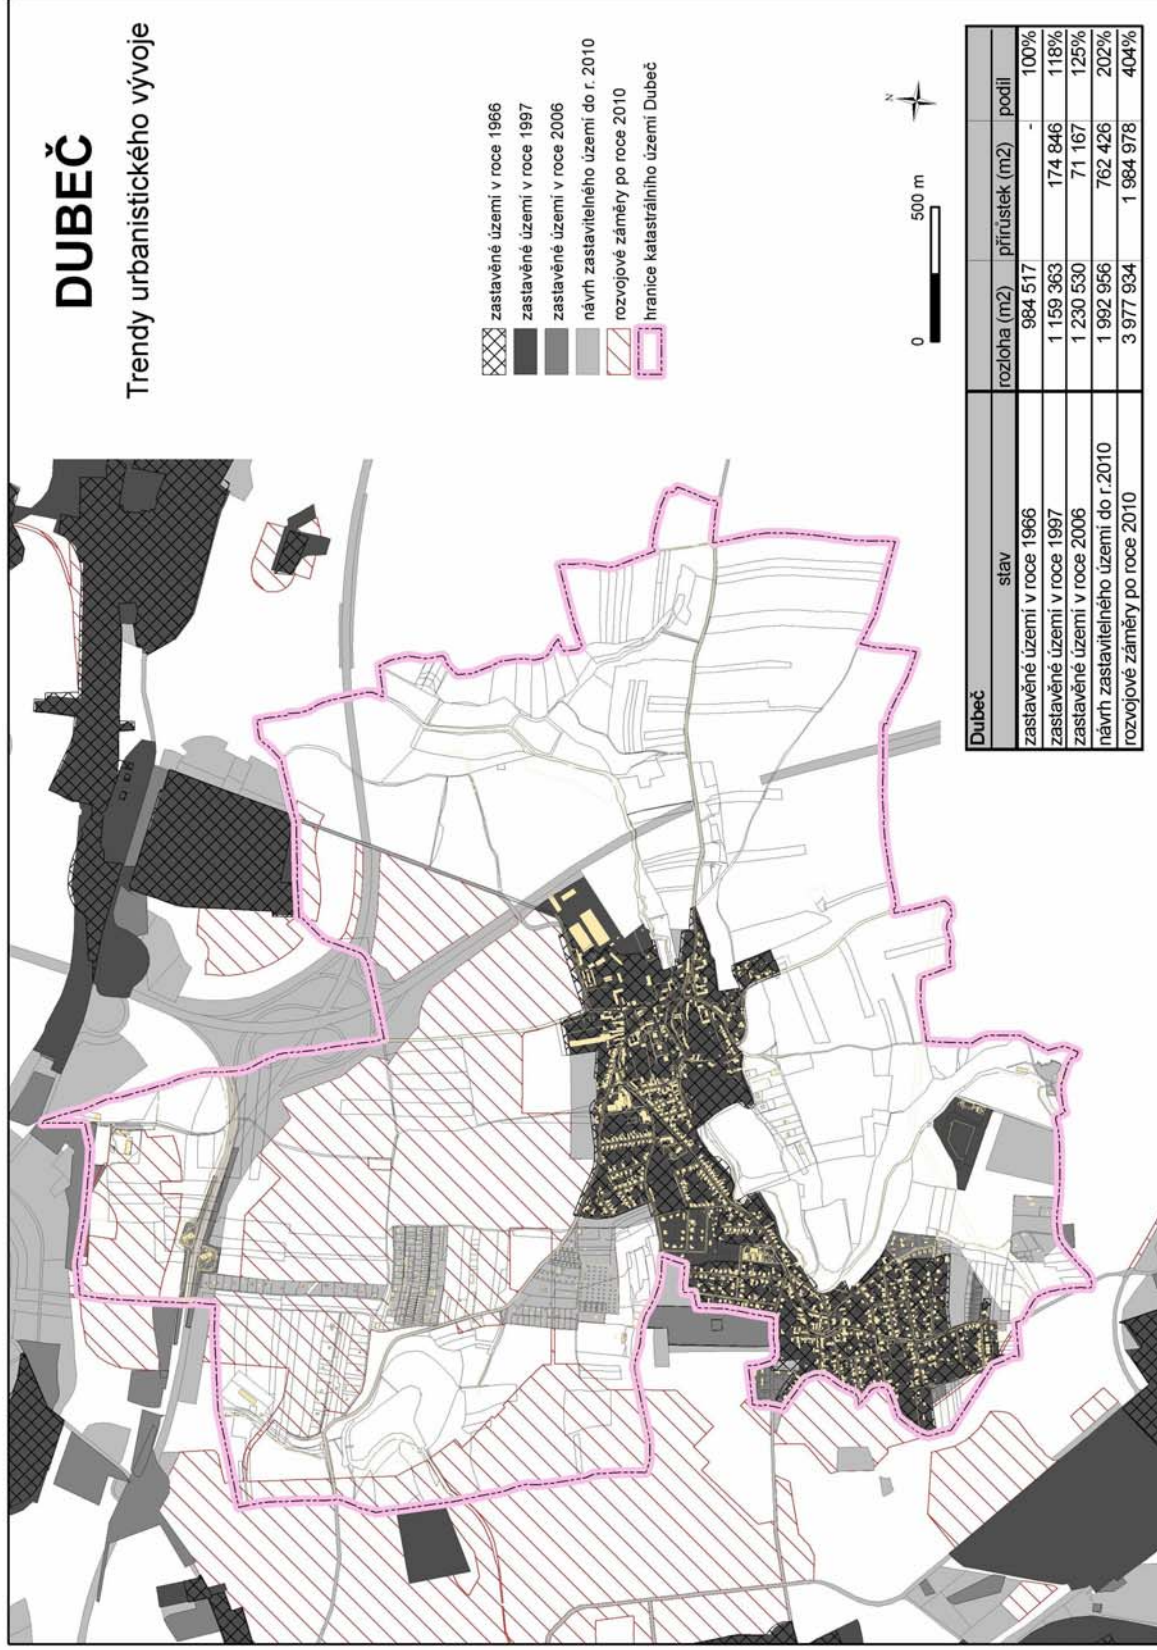 DUBEČ
Trendy urbanistického vývoje
zastavěné území v roce 1966
zastavěné území v roce 1997
zastavěné území v roce 2006
návrh zastavitelného území do r. 2010
rozvojové záměry po roce 2010
hranice katastrálního území Dubeč
N
0 500 m
Dubeč
stav rozloha (m2) přírůstek (m2) podíl
zastavěné území v roce 1966 984 517 - 100%
zastavěné území v roce 1997 1 159 363 174 846 118%
zastavěné území v roce 2006 1 230 530 71 167 125%
návrh zastavitelného území do r.2010 1 992 956 762 426 202%
rozvojové záměry po roce 2010 3 977 934 1 984 978 404%